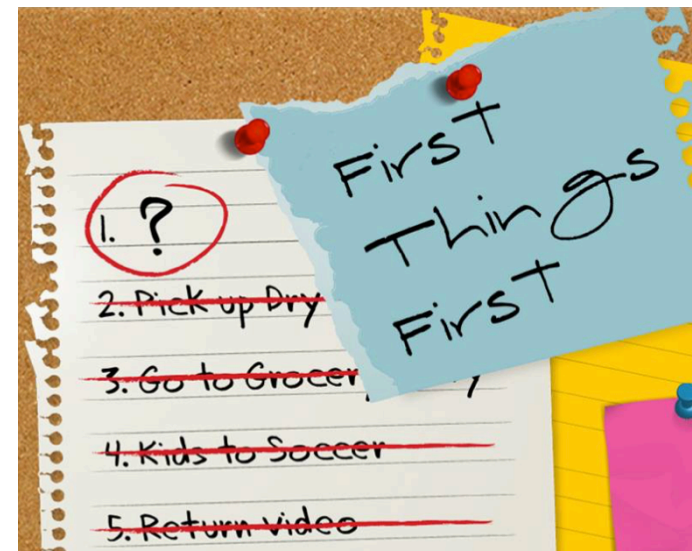 1. ?
2. Pick up Dry
3. Go to Grocer
4. Kids to Soccer
5. Return video
First
Things
First